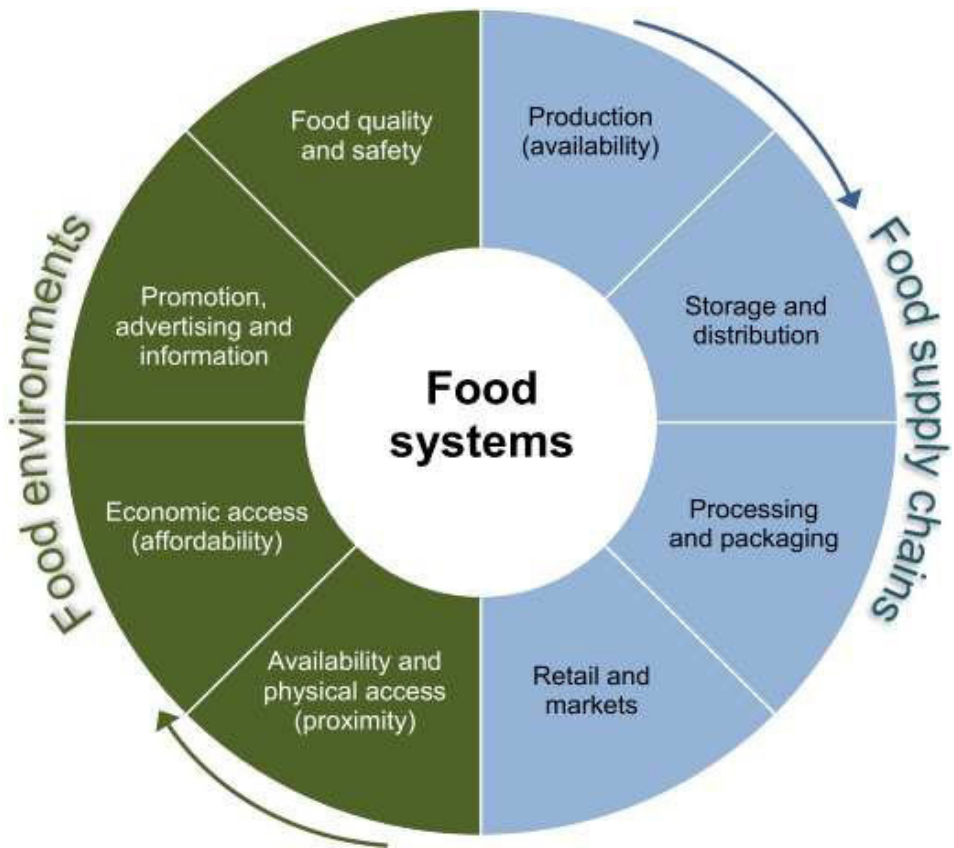 Food quality
and safety
Production
(availability)
Promotion,
advertising and
information
Storage and
distribution
Food
systems
Food environments
Food supply chains
Economic access
(affordability)
Processing
and packaging
Availability and
physical access
(proximity)
Retail and
markets